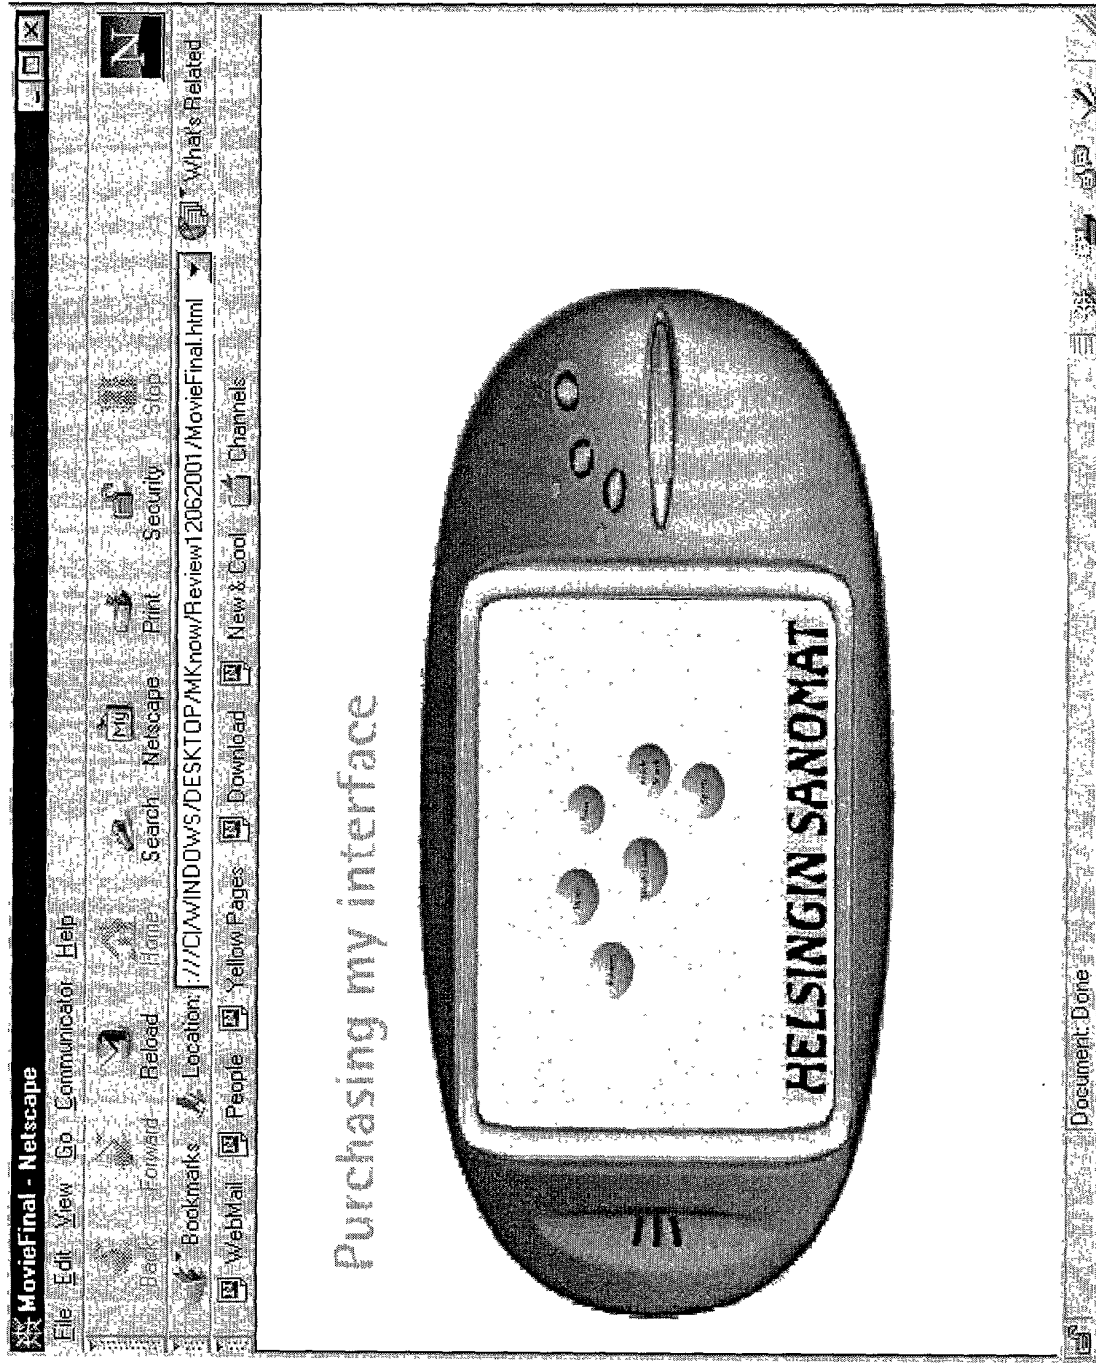 MovieFinal - Netscape
File Edit View Go Communicator Help
Back Forward Reload Home Search Netscape Print Security Stop
Bookmarks Location: :///C|/WINDOWS/DESKTOP/MKnow/Review12062001/MovieFinal.html What's Related
WebMail People Yellow Pages Download New & Cool Channels
Purchasing my interface
HELSINGIN SANOMAT
Document: Done